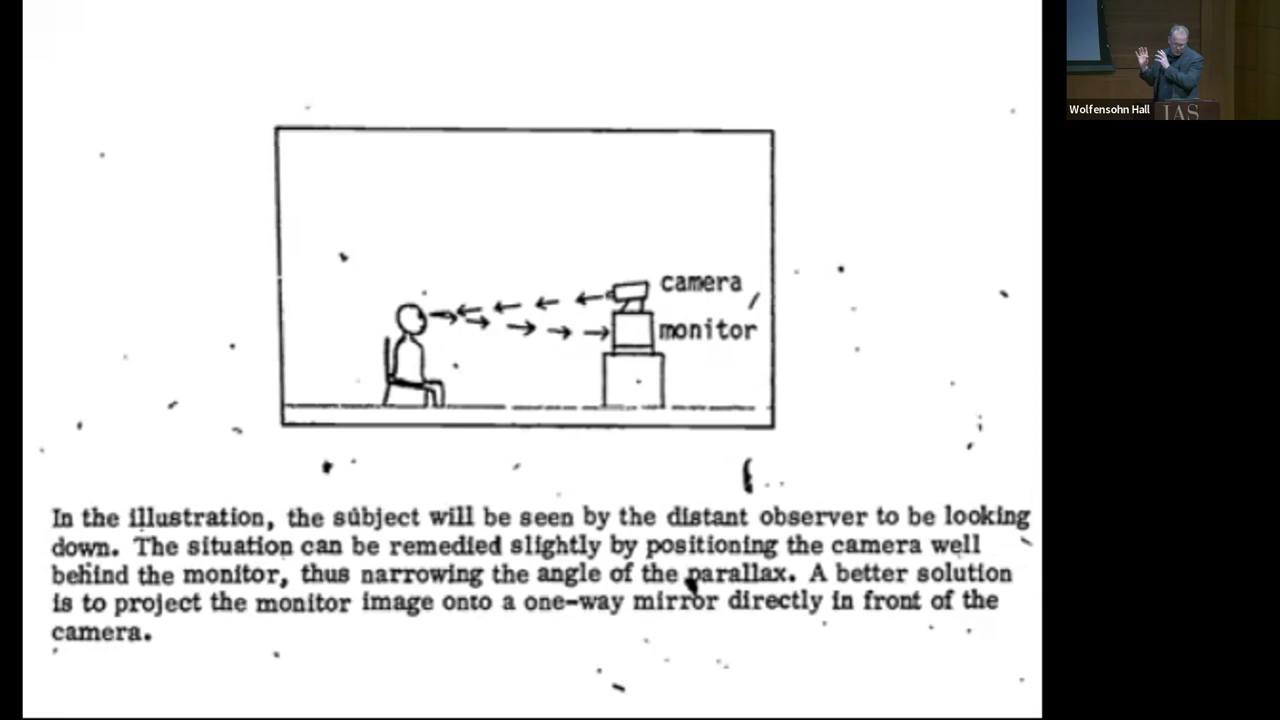 camera
monitor
In the illustration, the subject will be seen by the distant observer to be looking
down. The situation can be remedied slightly by positioning the camera well
behind the monitor, thus narrowing the angle of the parallax. A better solution
is to project the monitor image onto a one-way mirror directly in front of the
camera.
Wolfensohn Hall
IAS